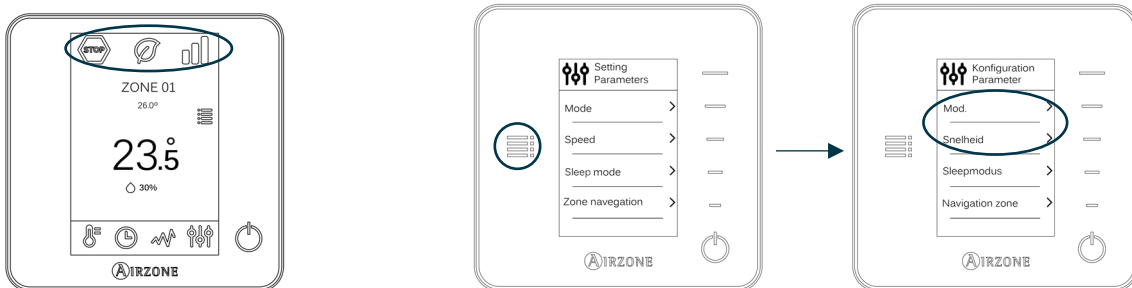 STOP
ZONE 01
26.0º
23.5°
30%
AIRZONE
Setting
Parameters
Mode
Speed
Sleep mode
Zone navegation
AIRZONE
Konfiguration
Parameter
Mod.
Snelheid
Sleepmodus
Navigation zone
AIRZONE